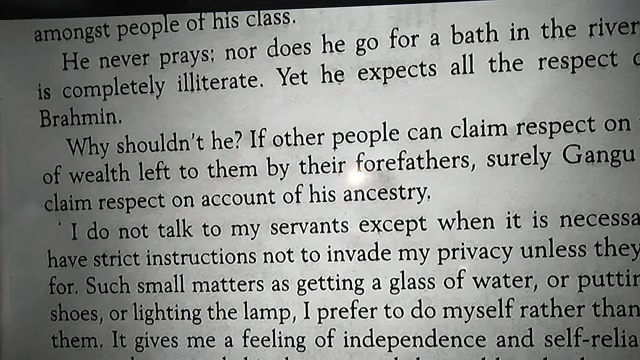 amongst people of his class.
He never prays; nor does he go for a bath in the river
is completely illiterate. Yet he expects all the respect
Brahmin.
Why shouldn't he? If other people can claim respect on
of wealth left to them by their forefathers, surely Gangu
claim respect on account of his ancestry.
I do not talk to my servants except when it is necessa
have strict instructions not to invade my privacy unless they
for. Such small matters as getting a glass of water, or puttin
shoes, or lighting the lamp, I prefer to do myself rather than
them. It gives me a feeling of independence and self-relia